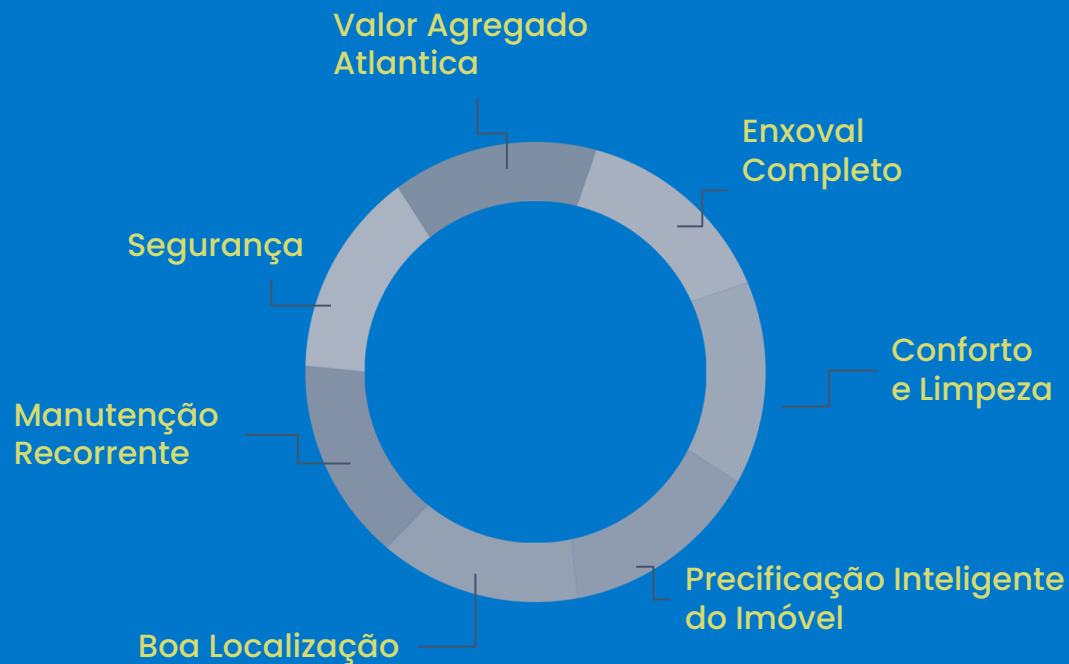 Valor Agregado
Atlantica
Enxoval
Completo
Segurança
Conforto
e Limpeza
Manutenção
Recorrente
Precificação Inteligente
do Imóvel
Boa Localização